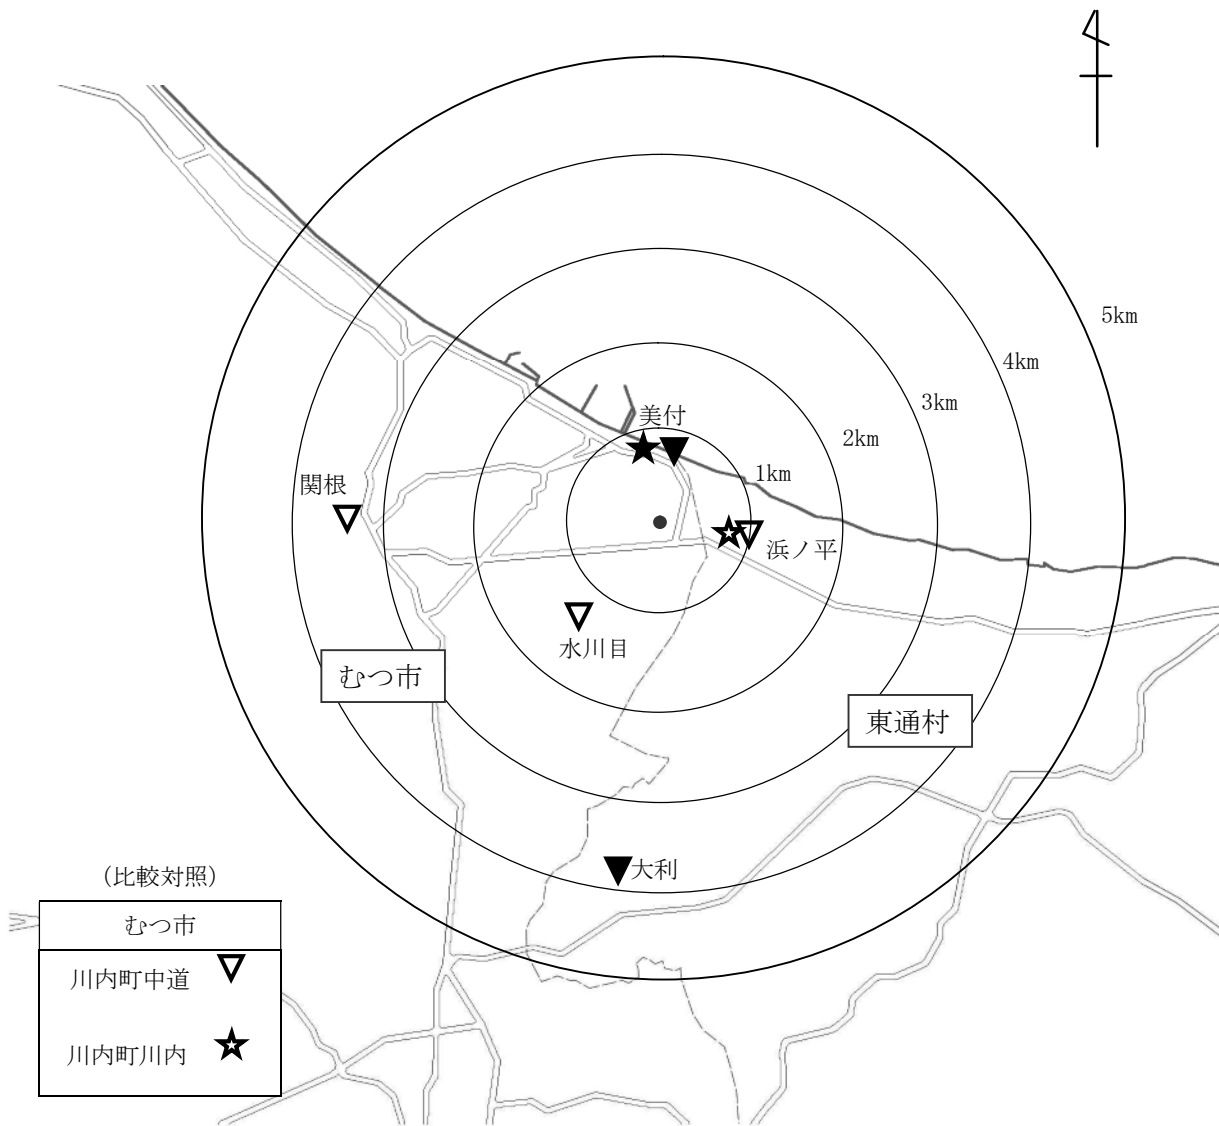 5km
4km
3km
2km
美付
1km
関根
浜ノ平
水川目
むつ市
東通村
大利
(比較対照)
むつ市
川内町中道
川内町川内